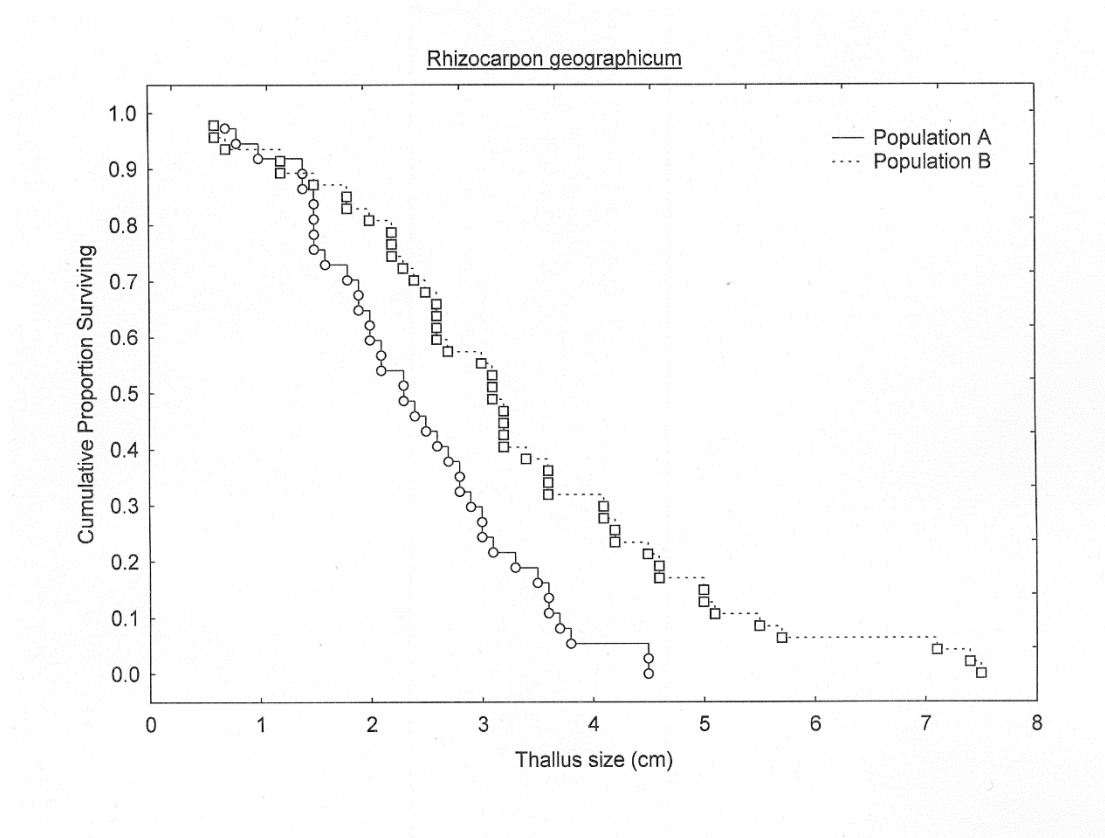 Rhizocarpon geographicum
Population A
Population B
1.0
0.9
0.8
0.7
0.6
0.5
0.4
0.3
0.2
0.1
0.0
Cumulative Proportion Surviving
0 1 2 3 4 5 6 7 8
Thallus size (cm)